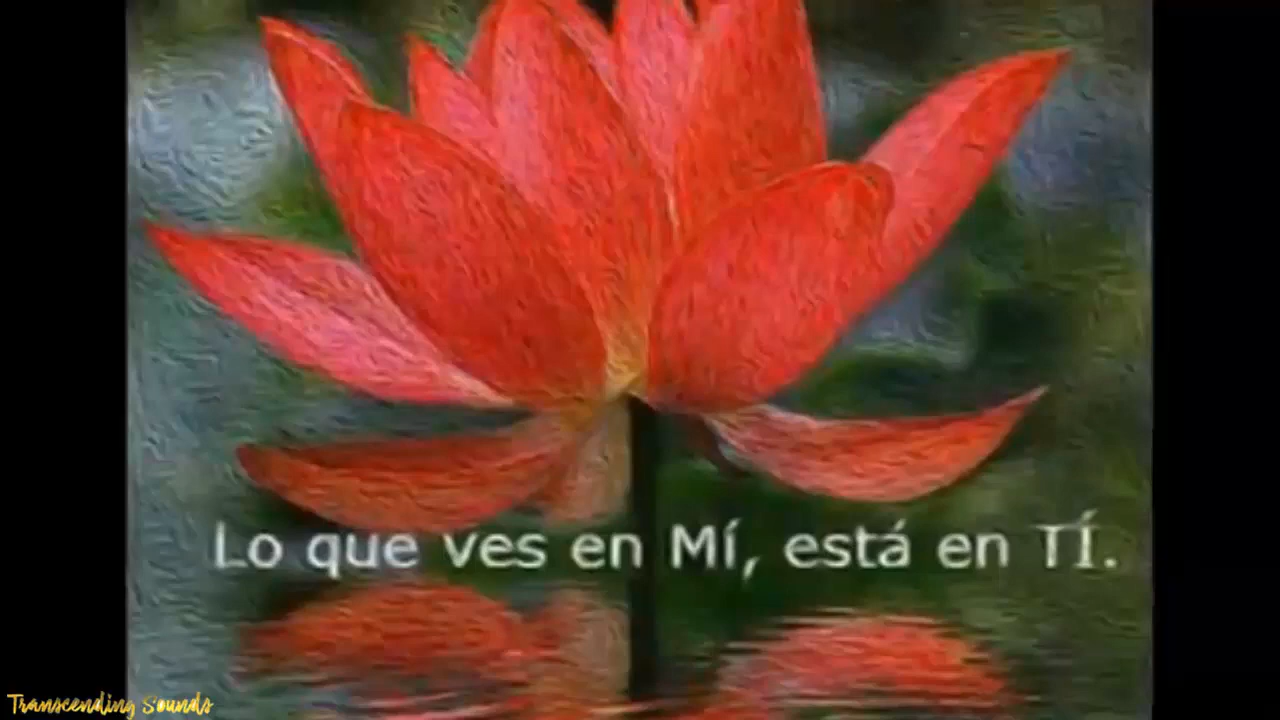 Lo que ves en Mí, está en TÍ.
Transcending Sounds